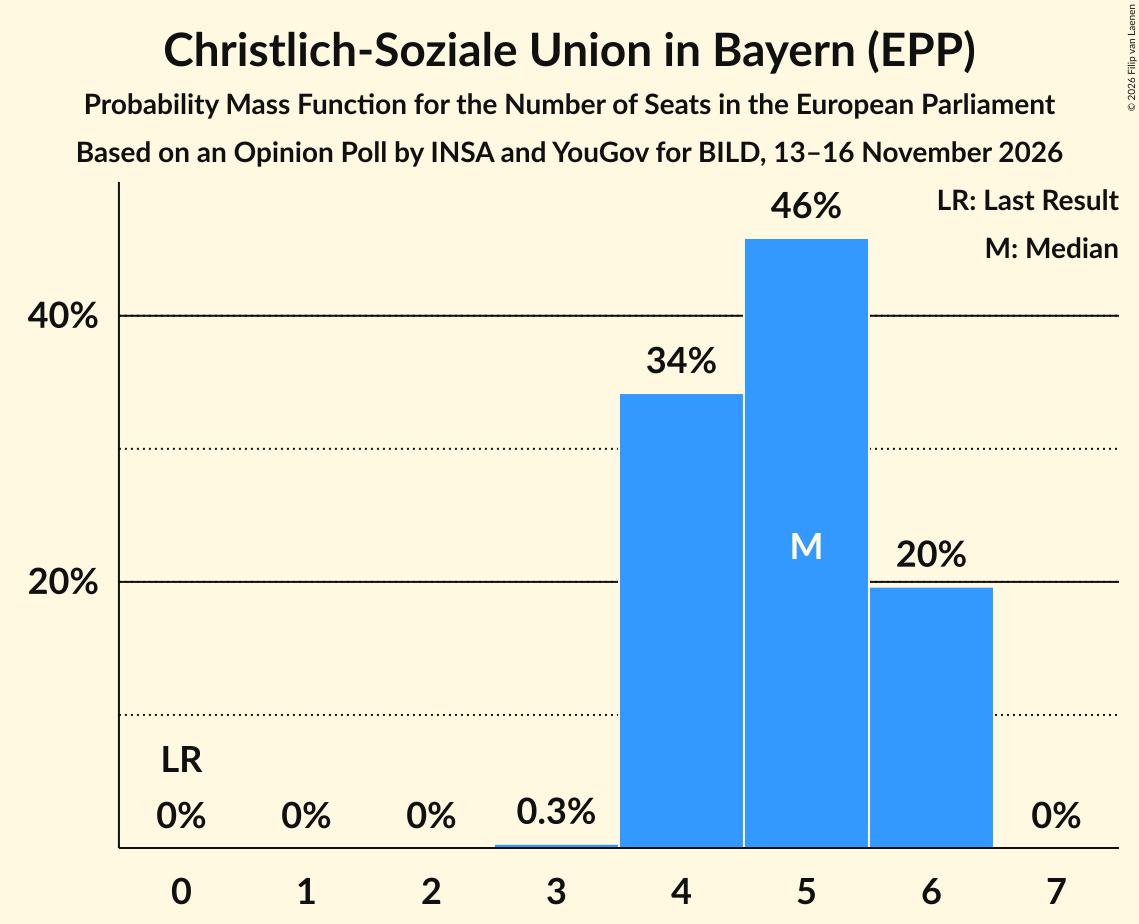 Christlich-Soziale Union in Bayern (EPP)
Probability Mass Function for the Number of Seats in the European Parliament
Based on an Opinion Poll by INSA and YouGov for BILD, 13–16 November 2026
© 2026 Filip van Laenen
LR: Last Result
M: Median
46%
40%
34%
M
20%
20%
LR
0%
0%
0%
0.3%
0%
0
1
2
3
4
5
6
7